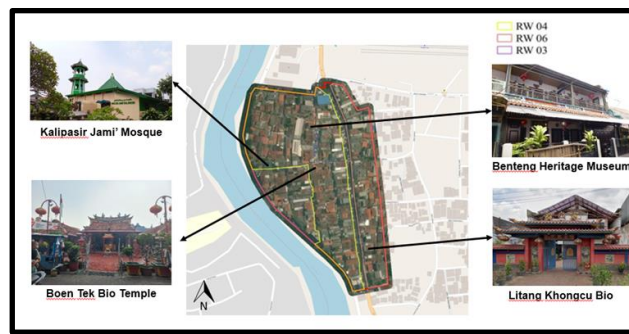 RW 04
RW 06
RW 03
Kalipasir Jami' Mosque
Benteng Heritage Museum
Boen Tek Bio Temple
Litang Khongcu Bio
N